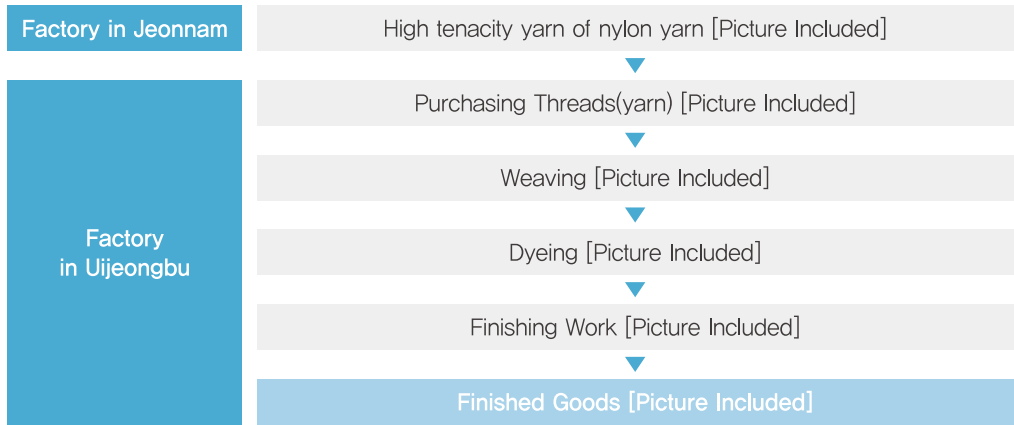 Factory in Jeonnam
High tenacity yarn of nylon yarn [Picture Included]
Factory
in Uijeongbu
Purchasing Threads(yarn) [Picture Included]
Weaving [Picture Included]
Dyeing [Picture Included]
Finishing Work [Picture Included]
Finished Goods [Picture Included]